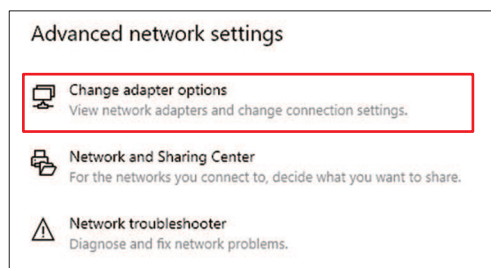 Advanced network settings
Change adapter options
View network adapters and change connection settings.
Network and Sharing Center
For the networks you connect to, decide what you want to share.
Network troubleshooter
Diagnose and fix network problems.